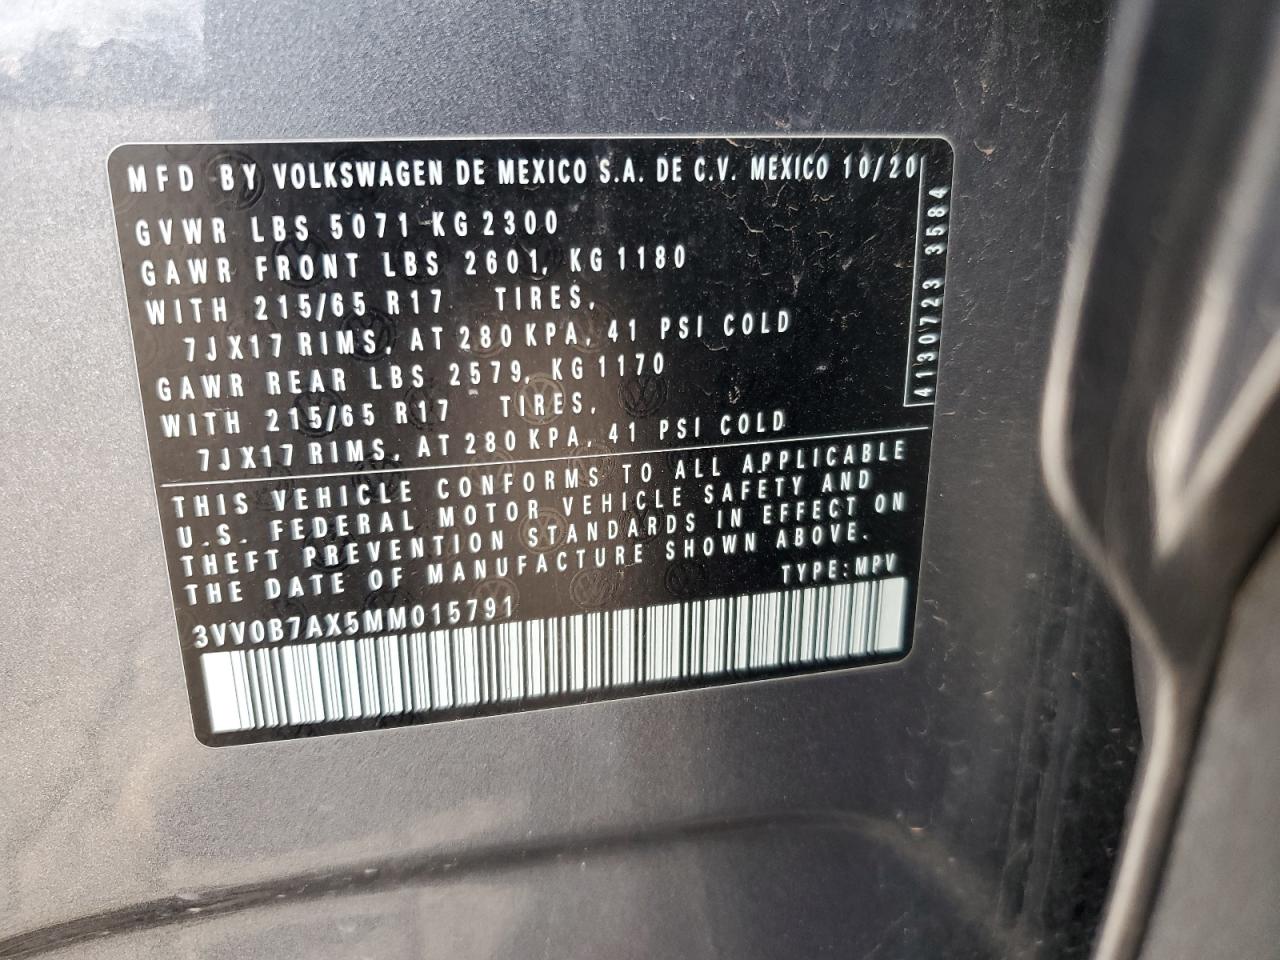 MFD BY VOLKSWAGEN DE MEXICO S.A. DE C.V. MEXICO 10/20
GVWR LBS 5071 KG 2300
GAWR FRONT LBS 2601, KG 1180
WITH 215/65 R17 TIRES,
7JX17 RIMS, AT 280 KPA, 41 PSI COLD
GAWR REAR LBS 2579, KG 1170
WITH 215/65 R17 TIRES,
7JX17 RIMS, AT 280 KPA, 41 PSI COLD
4130723 3584
THIS VEHICLE CONFORMS TO ALL APPLICABLE
U.S. FEDERAL MOTOR VEHICLE SAFETY AND
THEFT PREVENTION STANDARDS IN EFFECT ON
THE DATE OF MANUFACTURE SHOWN ABOVE.
TYPE: MPV
3VV0B7AX5MM015791